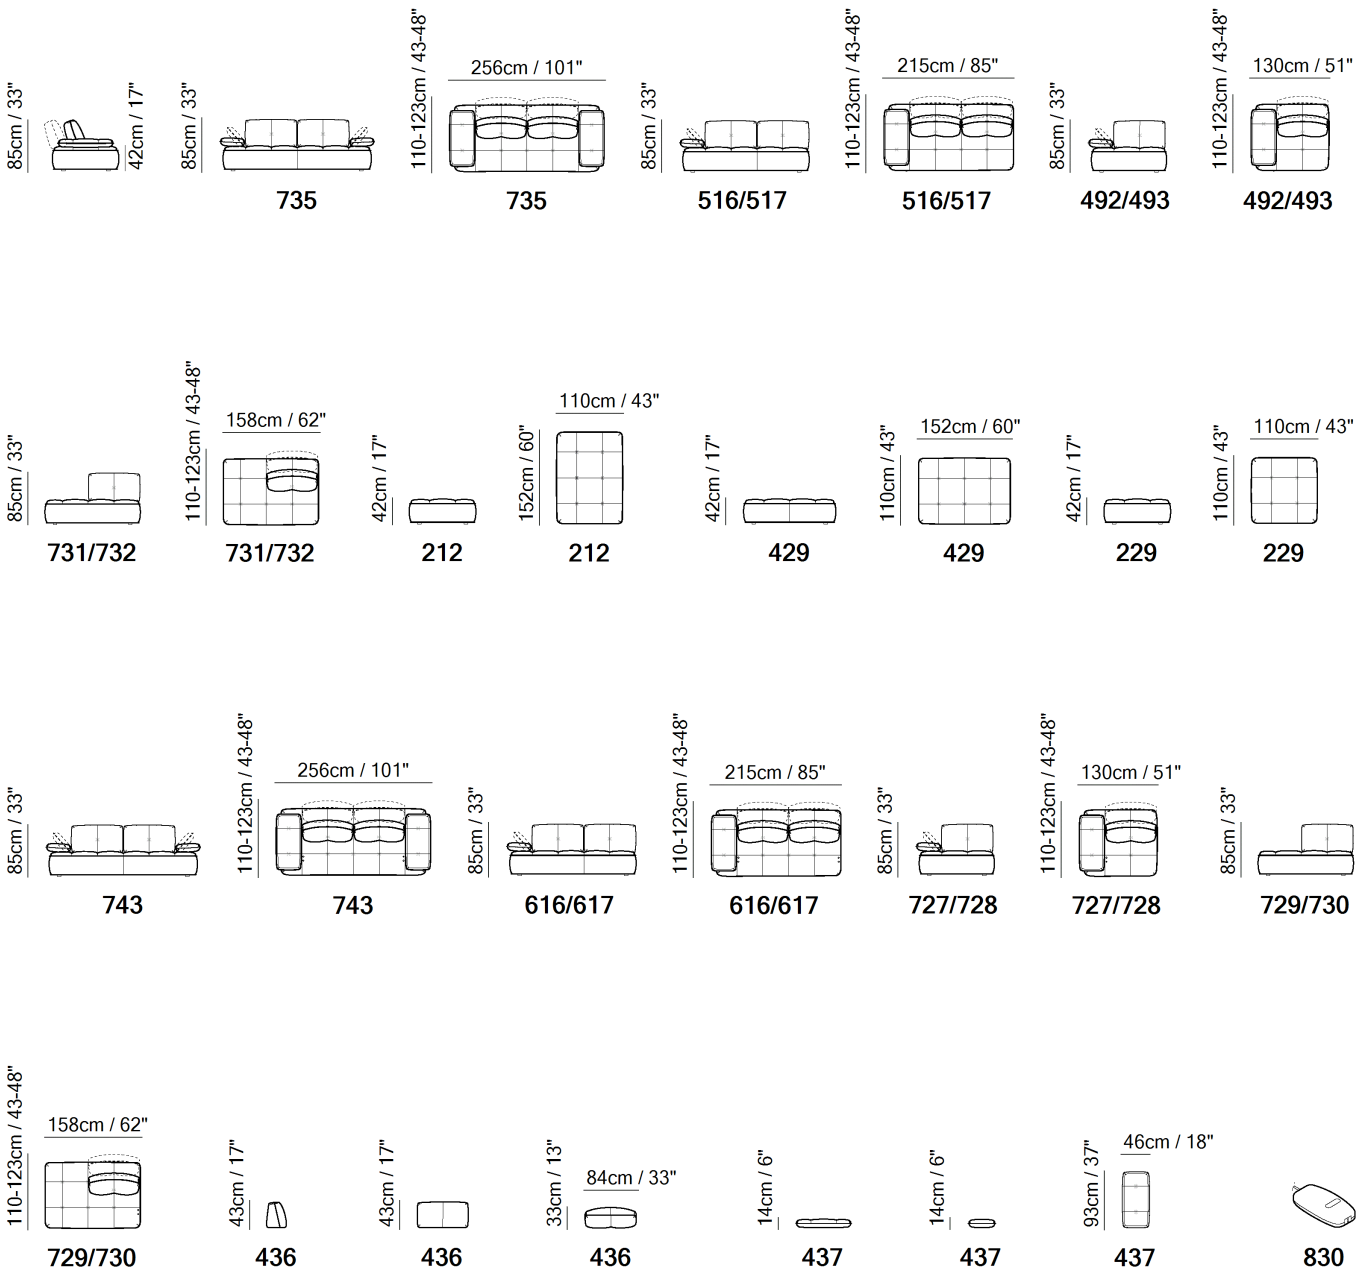 85cm / 33"
42cm / 17"
85cm / 33"
735
110-123cm / 43-48"
256cm / 101"
735
85cm / 33"
516/517
110-123cm / 43-48"
215cm / 85"
516/517
85cm / 33"
492/493
110-123cm / 43-48"
130cm / 51"
492/493
85cm / 33"
731/732
110-123cm / 43-48"
158cm / 62"
731/732
42cm / 17"
212
152cm / 60"
110cm / 43"
212
42cm / 17"
429
110cm / 43"
152cm / 60"
429
42cm / 17"
229
110cm / 43"
110cm / 43"
229
85cm / 33"
743
110-123cm / 43-48"
256cm / 101"
743
85cm / 33"
616/617
110-123cm / 43-48"
215cm / 85"
616/617
85cm / 33"
727/728
110-123cm / 43-48"
130cm / 51"
727/728
85cm / 33"
729/730
110-123cm / 43-48"
158cm / 62"
729/730
43cm / 17"
436
43cm / 17"
436
33cm / 13"
84cm / 33"
436
14cm / 6"
437
14cm / 6"
437
93cm / 37"
46cm / 18"
437
830